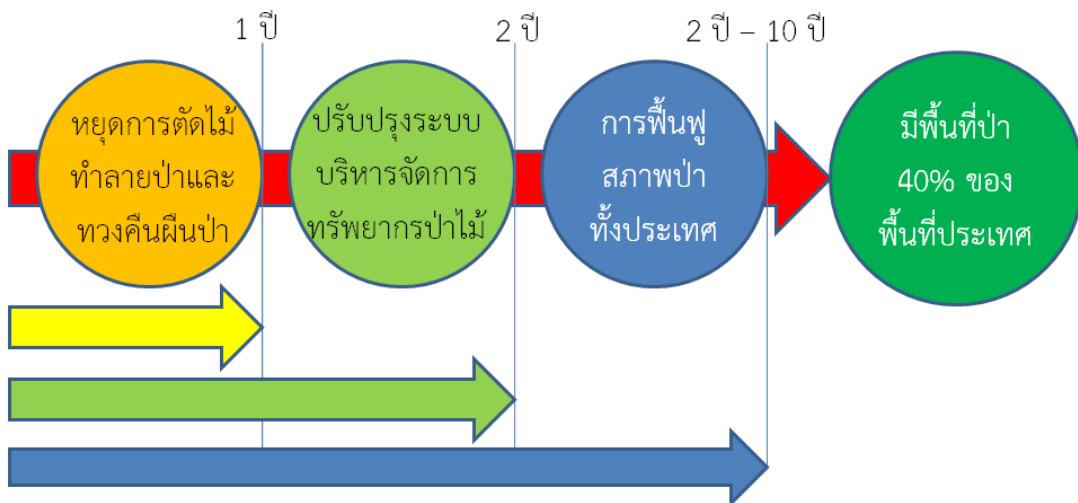 1 ปี
2 ปี
2 ปี – 10 ปี
หยุดการตัดไม้
ทำลายป่าและ
ทวงคืนผืนป่า
ปรับปรุงระบบ
บริหารจัดการ
ทรัพยากรป่าไม้
การฟื้นฟู
สภาพป่า
ทั้งประเทศ
มีพื้นที่ป่า
40% ของ
พื้นที่ประเทศ